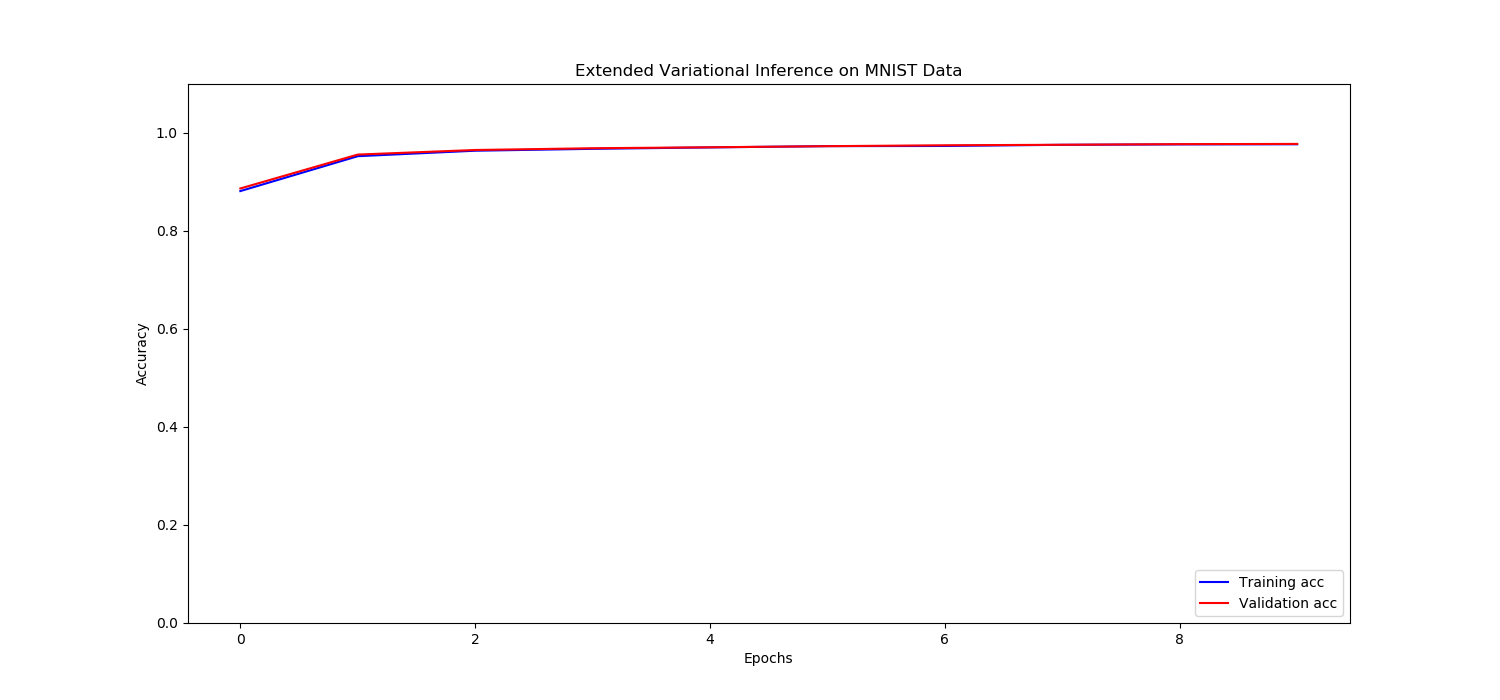 Extended Variational Inference on MNIST Data
1.0
0.8
0.6
0.4
0.2
0.0
Accuracy
0 2 4 6 8
Epochs
Training acc
Validation acc